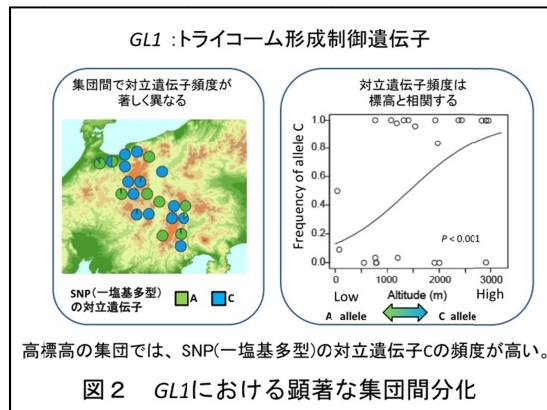 GL1 :トライコーム形成制御遺伝子
集団間で対立遺伝子頻度が
著しく異なる
SNP(一塩基多型)
の対立遺伝子
A
C
対立遺伝子頻度は
標高と相関する
Frequency of allele C
1.0
0.8
0.6
0.4
0.2
0.0
P < 0.001
0
1000
2000
3000
Low
Altitude (m)
High
A allele
C allele
高標高の集団では、SNP(一塩基多型)の対立遺伝子Cの頻度が高い。
図２ GL1における顕著な集団間分化